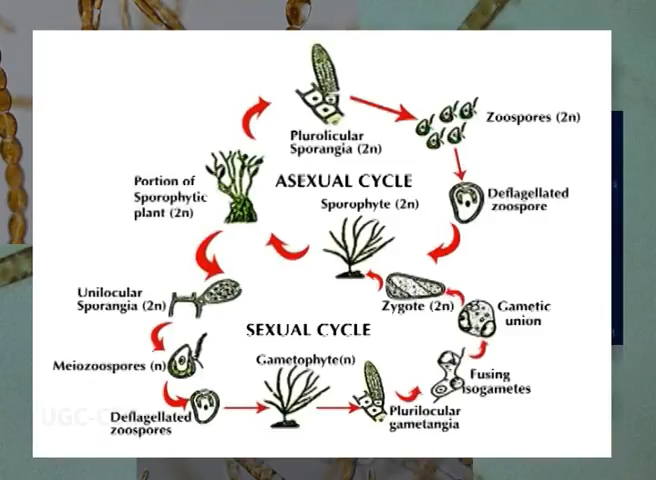 Plurolicular
Sporangia (2n)
Zoospores (2n)
Portion of
Sporophytic
plant (2n)
ASEXUAL CYCLE
Deflagellated
zoospore
Sporophyte (2n)
Unilocular
Sporangia (2n)
Zygote (2n)
Gametic
union
SEXUAL CYCLE
Meiozoospores (n)
Gametophyte(n)
Fusing
Isogametes
Deflagellated
zoospores
Plurilocular
gametangia